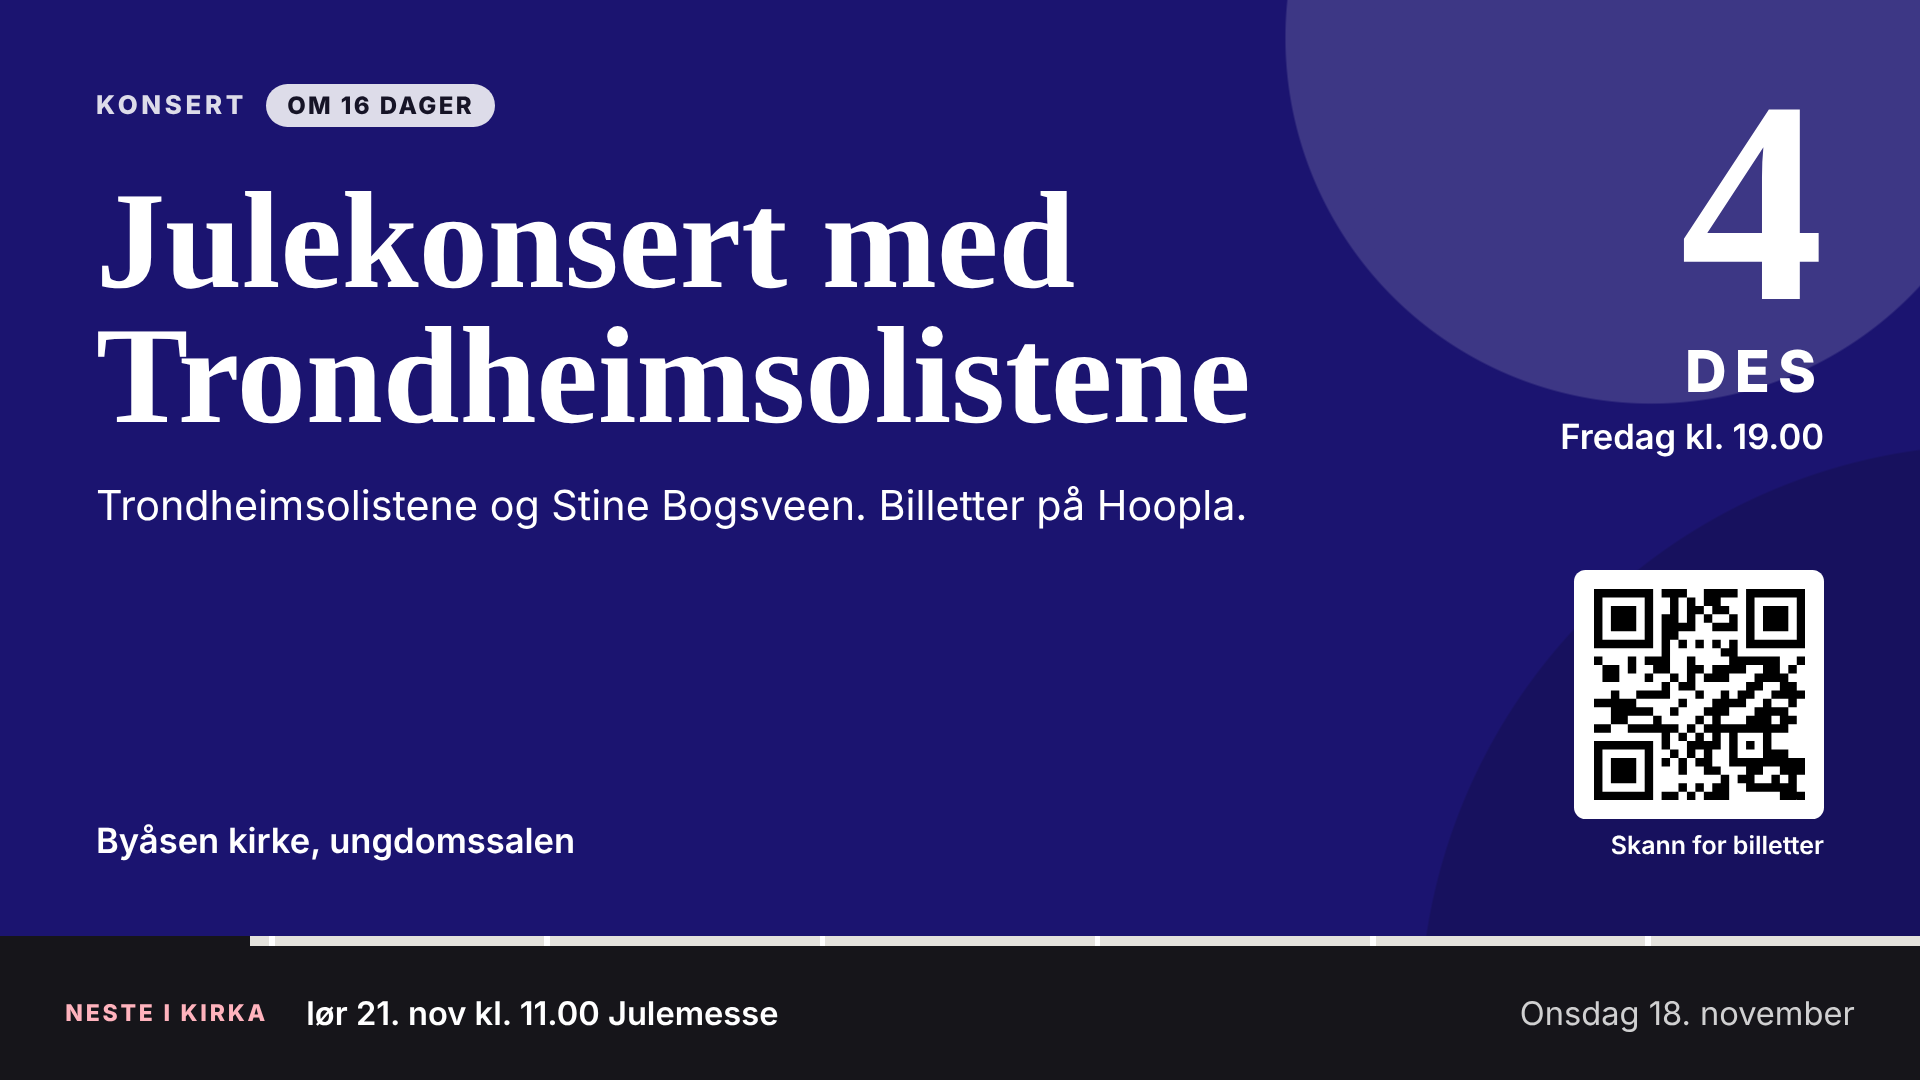 KONSERT OM 16 DAGER
Julekonsert med
Trondheimsolistene
Trondheimsolistene og Stine Bogsveen. Billetter på Hoopla.
Byåsen kirke, ungdomssalen
4
DES
Fredag kl. 19.00
Skann for billetter
NESTE I KIRKA lør 21. nov kl. 11.00 Julemesse
Onsdag 18. november